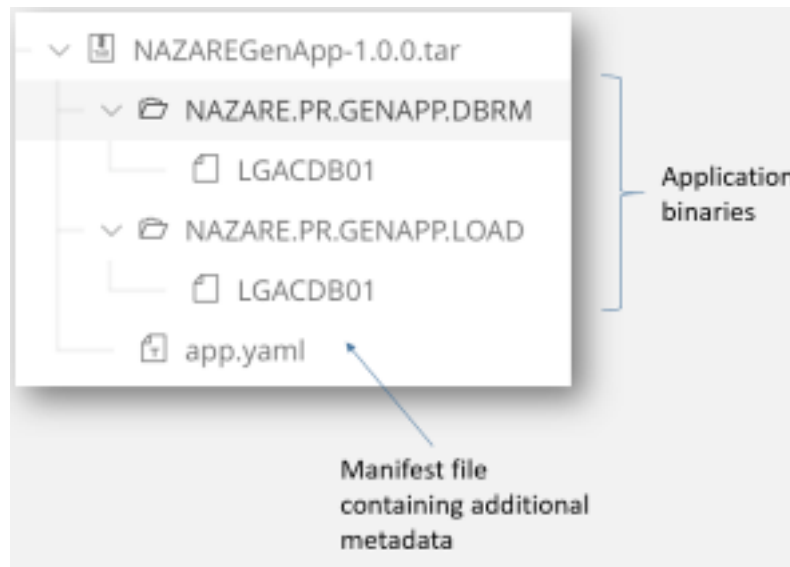 NAZAREGenApp-1.0.0.tar
NAZARE.PR.GENAPP.DBRM
LGACDB01
NAZARE.PR.GENAPP.LOAD
LGACDB01
app.yaml
Application
binaries
Manifest file
containing additional
metadata